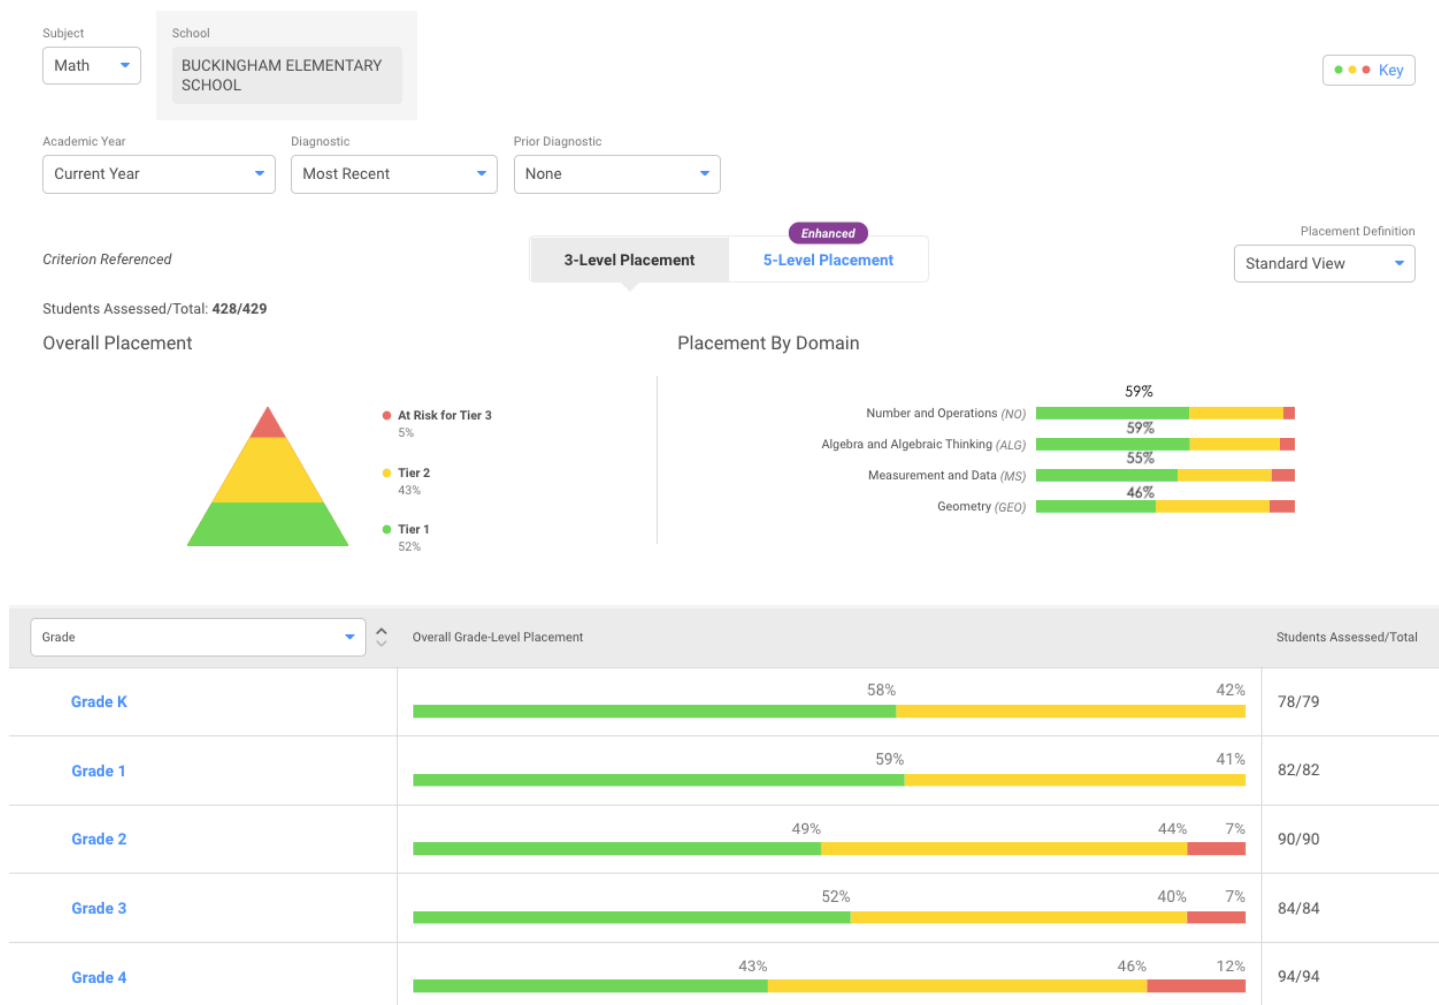 Subject
School
Math
BUCKINGHAM ELEMENTARY
SCHOOL
Key
Academic Year
Diagnostic
Prior Diagnostic
Current Year
Most Recent
None
Enhanced
Placement Definition
Criterion Referenced
3-Level Placement
5-Level Placement
Standard View
Students Assessed/Total: 428/429
Overall Placement
At Risk for Tier 3
5%
Tier 2
43%
Tier 1
52%
Placement By Domain
59%
Number and Operations (NO)
59%
Algebra and Algebraic Thinking (ALG)
55%
Measurement and Data (MS)
46%
Geometry (GEO)
Grade
Overall Grade-Level Placement
Students Assessed/Total
Grade K
58%
42%
78/79
Grade 1
59%
41%
82/82
Grade 2
49%
44%
7%
90/90
Grade 3
52%
40%
7%
84/84
Grade 4
43%
46%
12%
94/94